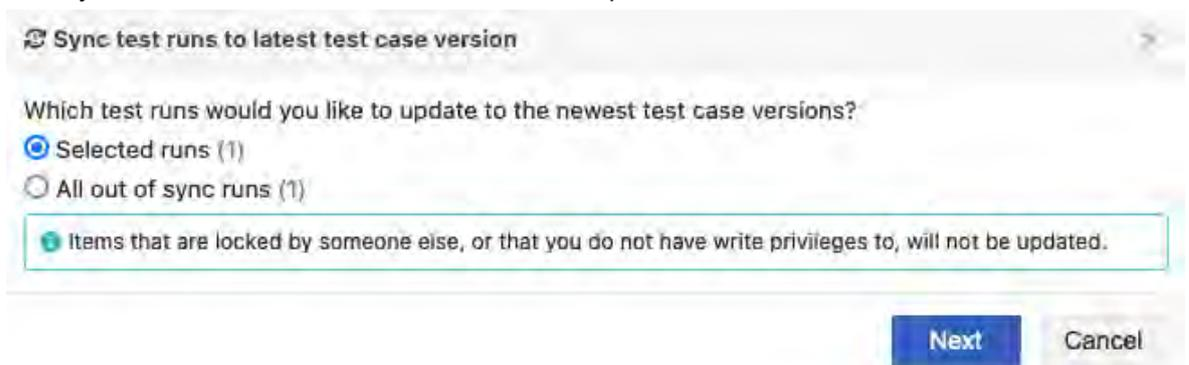 Sync test runs to latest test case version
Which test runs would you like to update to the newest test case versions?
Selected runs (1)
All out of sync runs (1)
Items that are locked by someone else, or that you do not have write privileges to, will not be updated.
Next Cancel